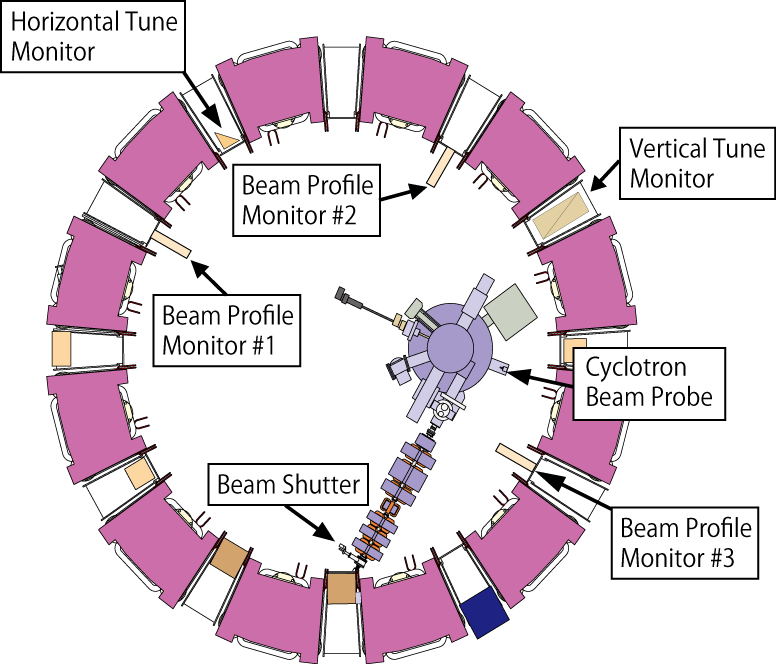 Horizontal Tune
Monitor
Vertical Tune
Monitor
Beam Profile
Monitor #2
Beam Profile
Monitor #1
Cyclotron
Beam Probe
Beam Shutter
Beam Profile
Monitor #3